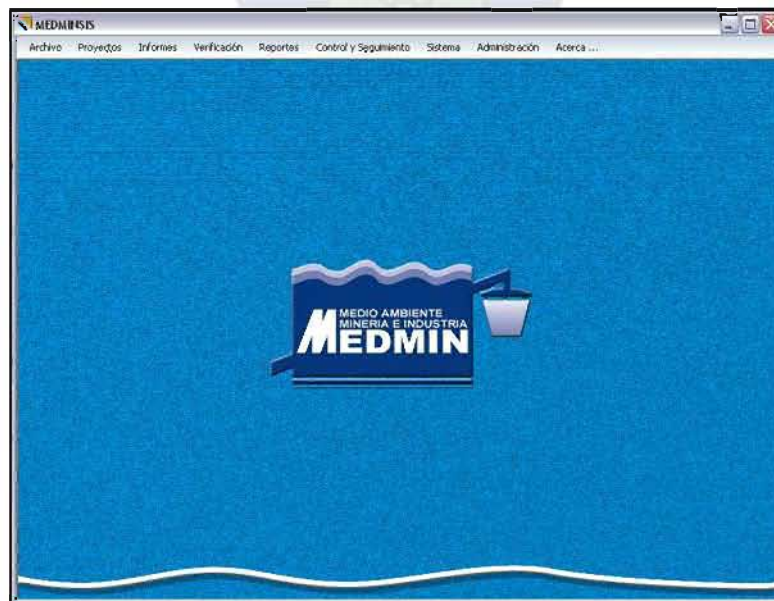 MEDMINSIS
Archivo Proyectos Informes Verificación Reportes Control y Seguimiento Sistema Administración Acerca ...
MEDIO AMBIENTE
MINERIA E INDUSTRIA
MEDMIN